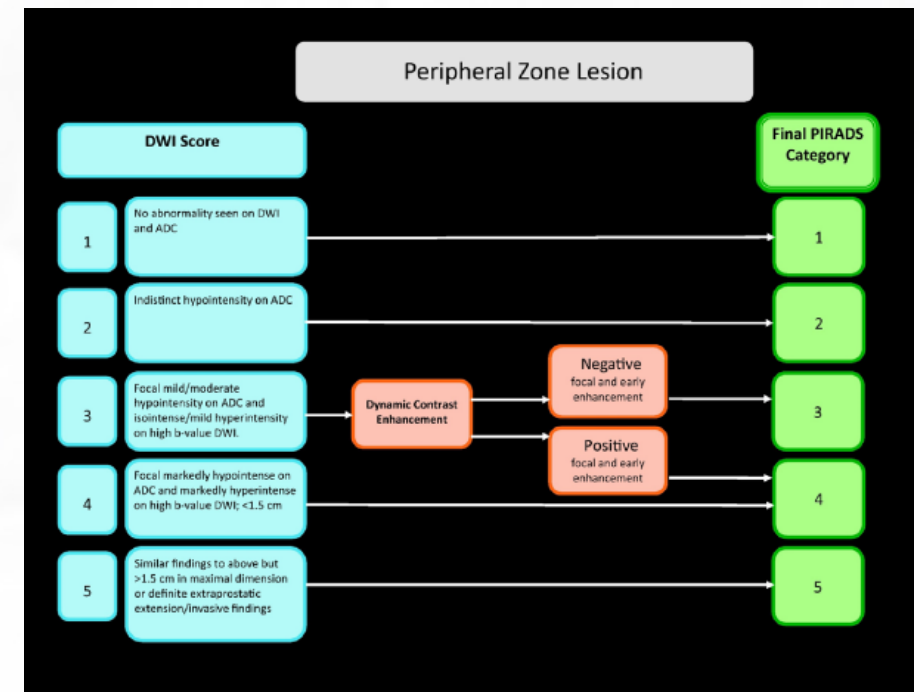 Peripheral Zone Lesion
DWI Score
Final PIRADS
Category
1
No abnormality seen on DWI
and ADC
1
2
Indistinct hypointensity on ADC
2
3
Focal mild/moderate
hypointensity on ADC and
isointense/mild hyperintensity
on high b-value DWI.
Dynamic Contrast
Enhancement
Negative
focal and early
enhancement
Positive
focal and early
enhancement
3
4
Focal markedly hypointense on
ADC and markedly hyperintense
on high b-value DWI; <1.5 cm
4
5
Similar findings to above but
>1.5 cm in maximal dimension
or definite extraprostatic
extension/invasive findings
5